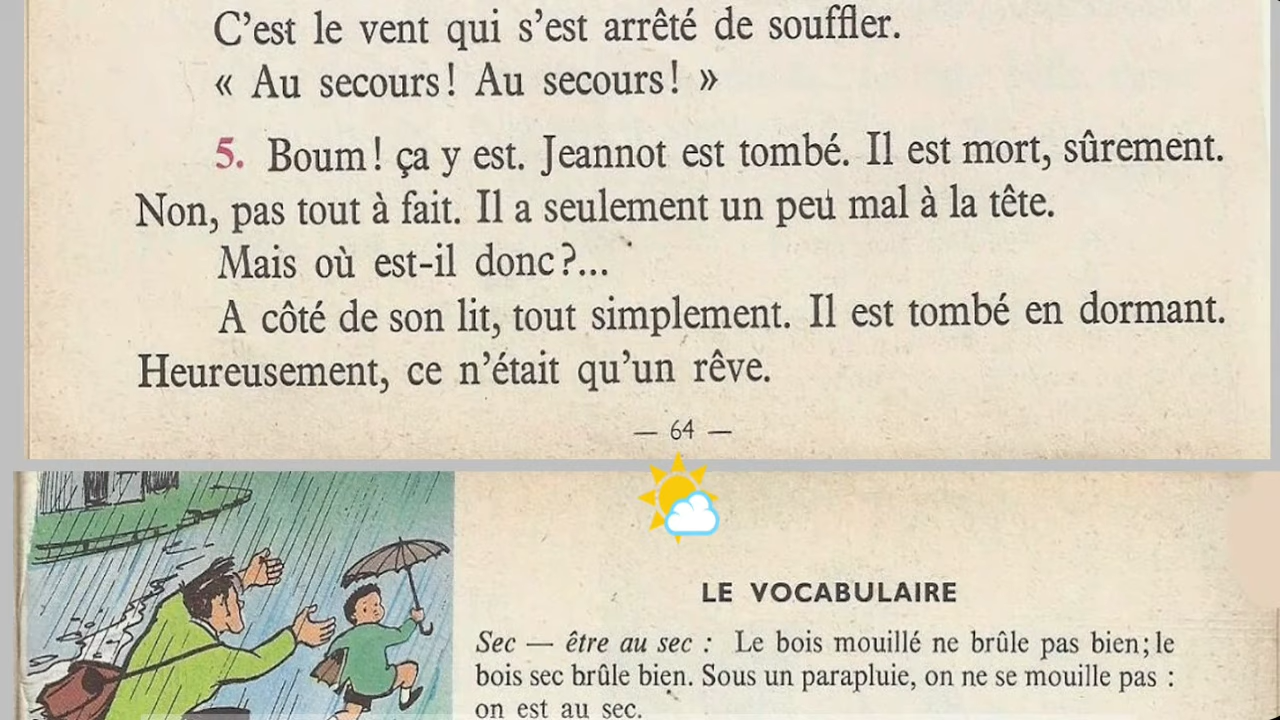 C'est le vent qui s'est arrêté de souffler.
« Au secours! Au secours! »
5. Boum! ça y est. Jeannot est tombé. Il est mort, sûrement.
Non, pas tout à fait. Il a seulement un peu mal à la tête.
Mais où est-il donc?...
A côté de son lit, tout simplement. Il est tombé en dormant.
Heureusement, ce n'était qu'un rêve.
— 64 —
LE VOCABULAIRE
Sec — être au sec : Le bois mouillé ne brûle pas bien; le
bois sec brûle bien. Sous un parapluie, on ne se mouille pas :
on est au sec.